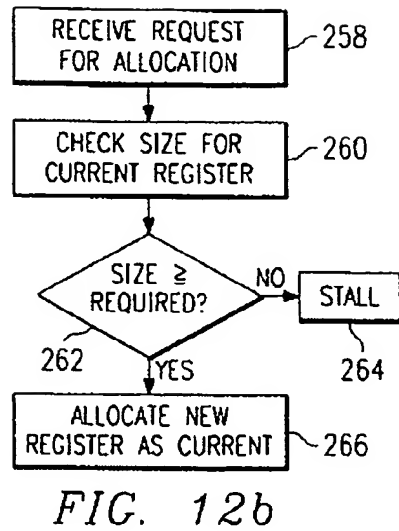 RECEIVE REQUEST
FOR ALLOCATION
258
CHECK SIZE FOR
CURRENT REGISTER
260
SIZE ≧
REQUIRED?
NO
STALL
262
264
YES
ALLOCATE NEW
REGISTER AS CURRENT
266
FIG. 12b